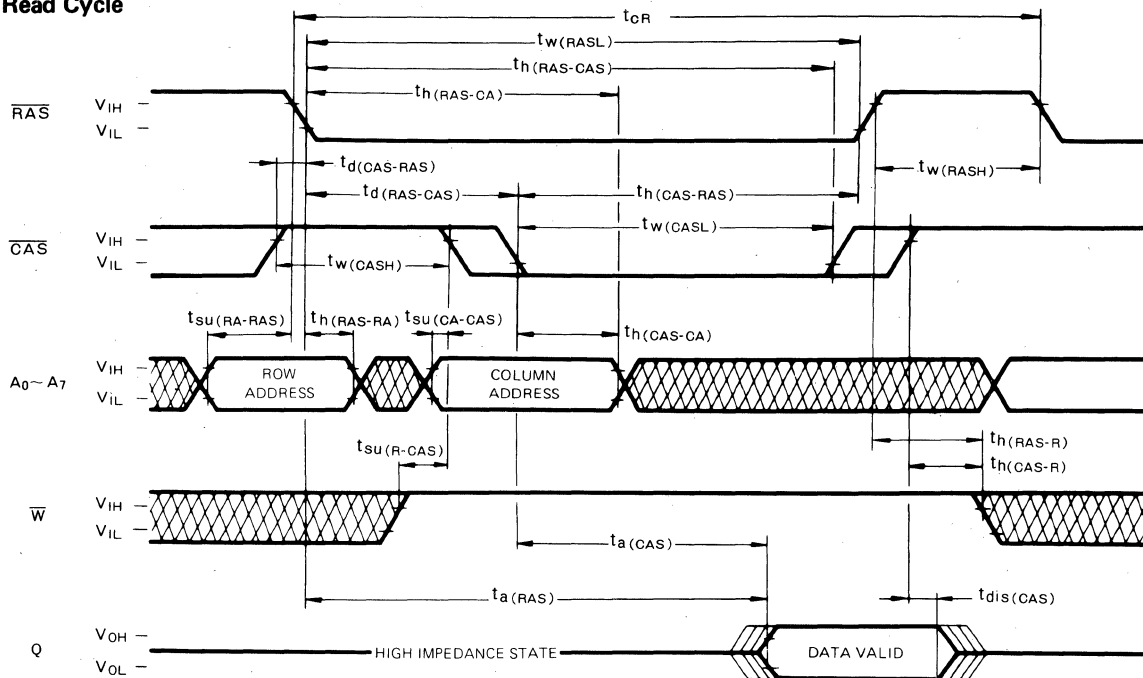 Read Cycle
tCR
tw(RASL)
th(RAS-CAS)
th(RAS-CA)
RAS
VIH
VIL
td(CAS-RAS)
tw(RASH)
td(RAS-CAS)
th(CAS-RAS)
CAS
VIH
VIL
tw(CASL)
tw(CASH)
tsu(RA-RAS)
th(RAS-RA)
tsu(CA-CAS)
th(CAS-CA)
A0~A7
VIH
VIL
ROW
ADDRESS
COLUMN
ADDRESS
tsu(R-CAS)
th(RAS-R)
th(CAS-R)
W
VIH
VIL
ta(CAS)
ta(RAS)
tdis(CAS)
Q
VOH
VOL
HIGH IMPEDANCE STATE
DATA VALID